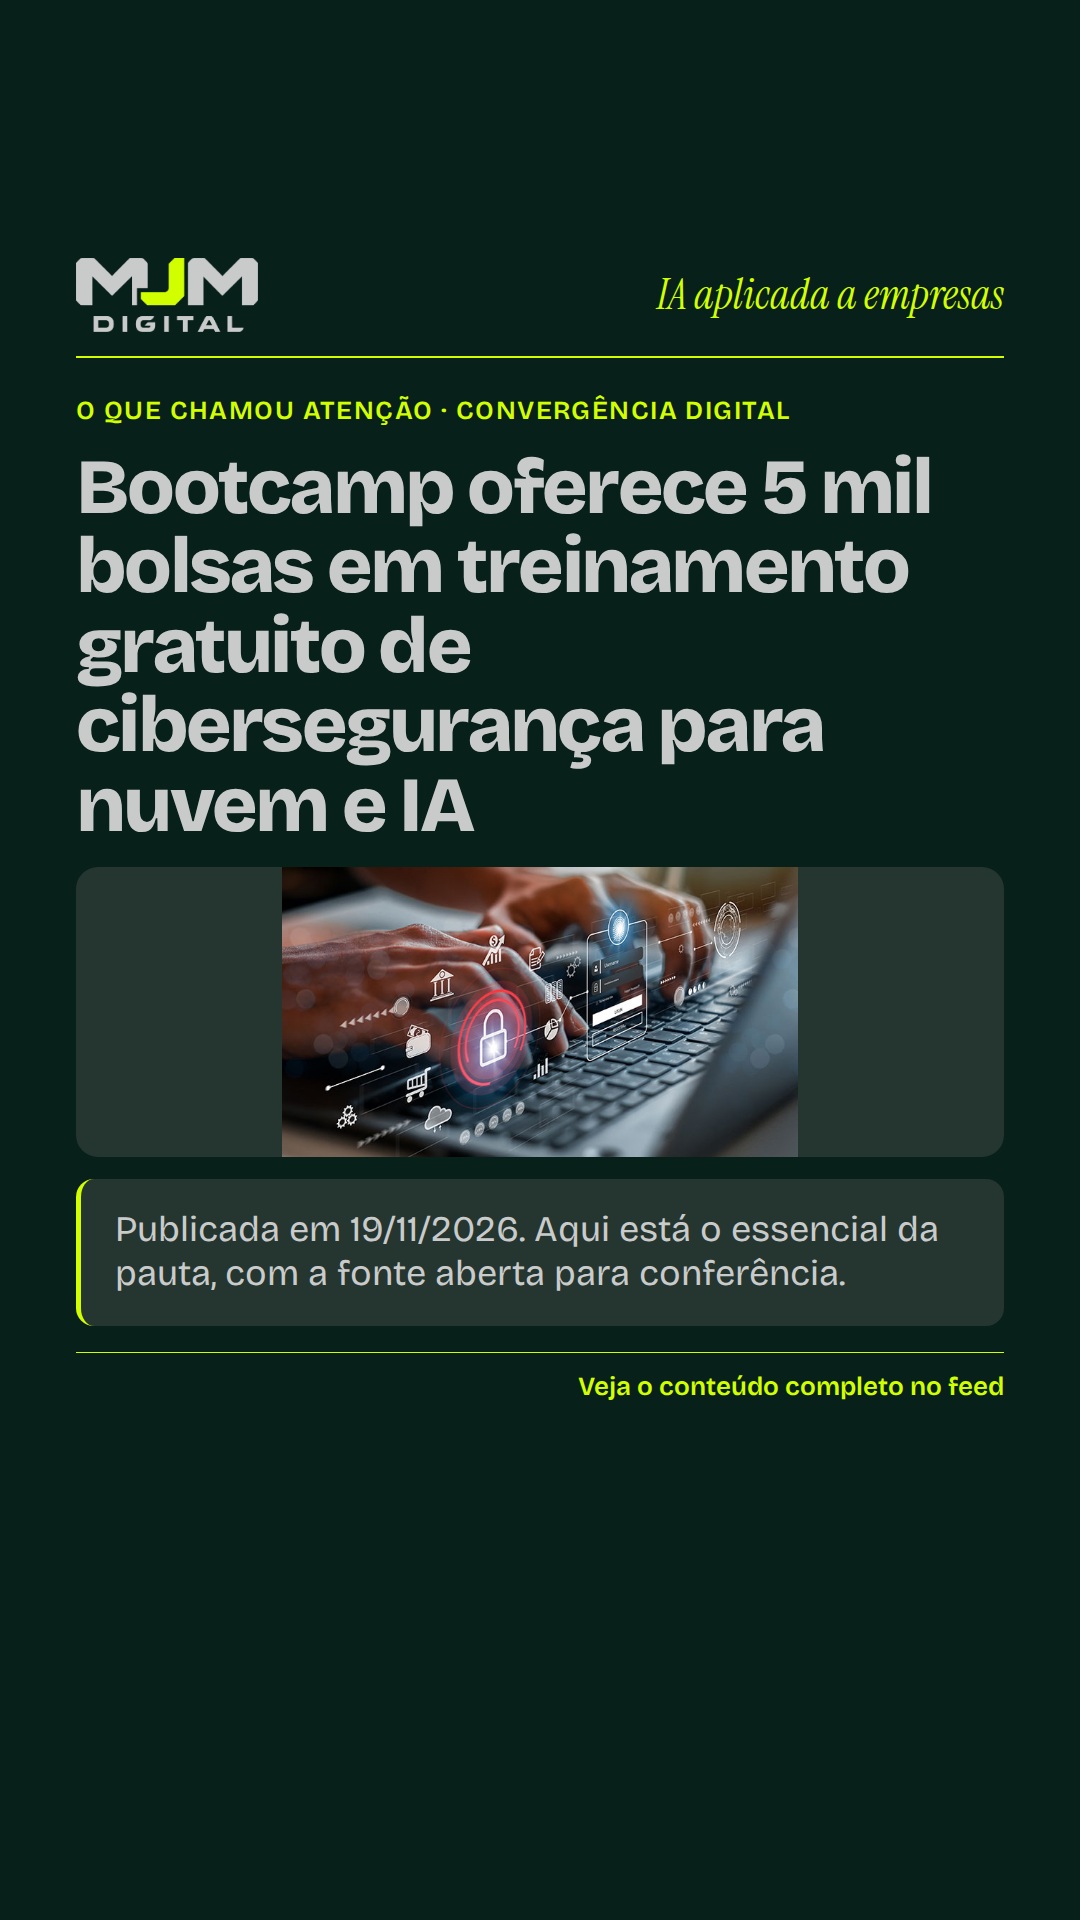 MJM
DIGITAL
IA aplicada a empresas
O QUE CHAMOU ATENÇÃO · CONVERGÊNCIA DIGITAL
Bootcamp oferece 5 mil
bolsas em treinamento
gratuito de
cibersegurança para
nuvem e IA
Publicada em 19/11/2026. Aqui está o essencial da
pauta, com a fonte aberta para conferência.
Veja o conteúdo completo no feed